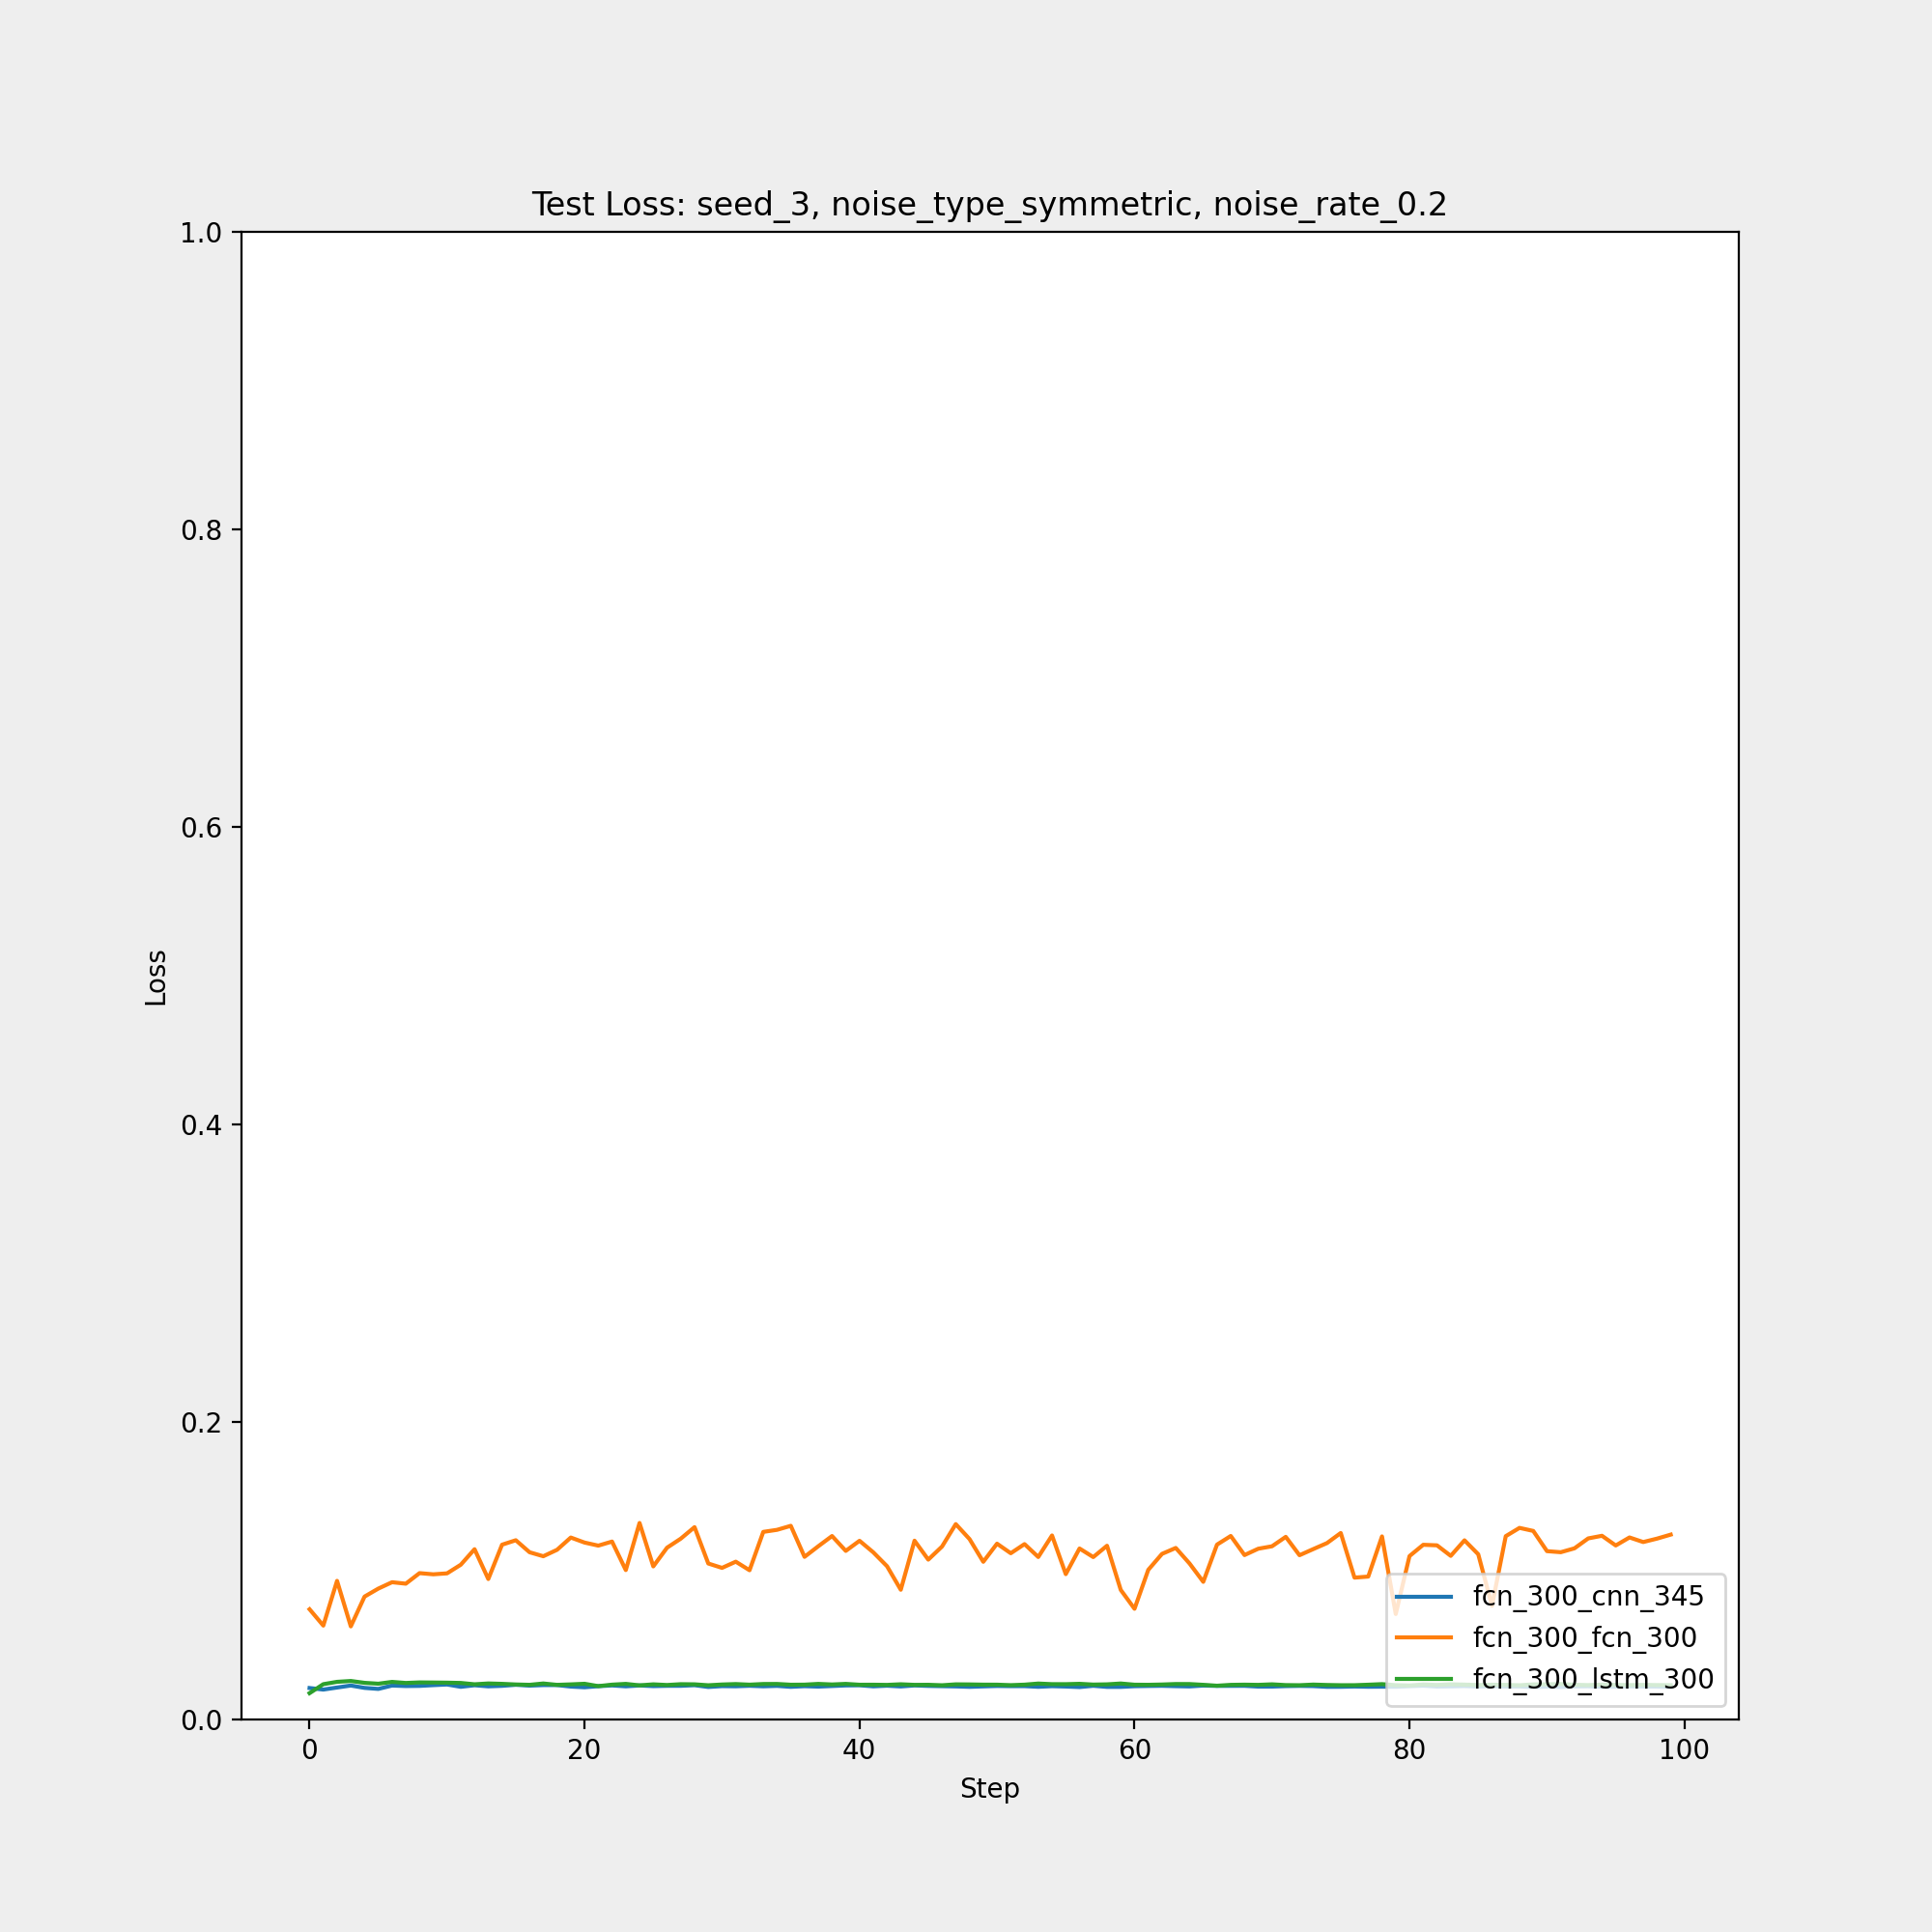 Test Loss: seed_3, noise_type_symmetric, noise_rate_0.2
1.0
0.8
0.6
0.4
0.2
0.0
Loss
fcn_300_cnn_345
fcn_300_fcn_300
fcn_300_lstm_300
0 20 40 60 80 100
Step